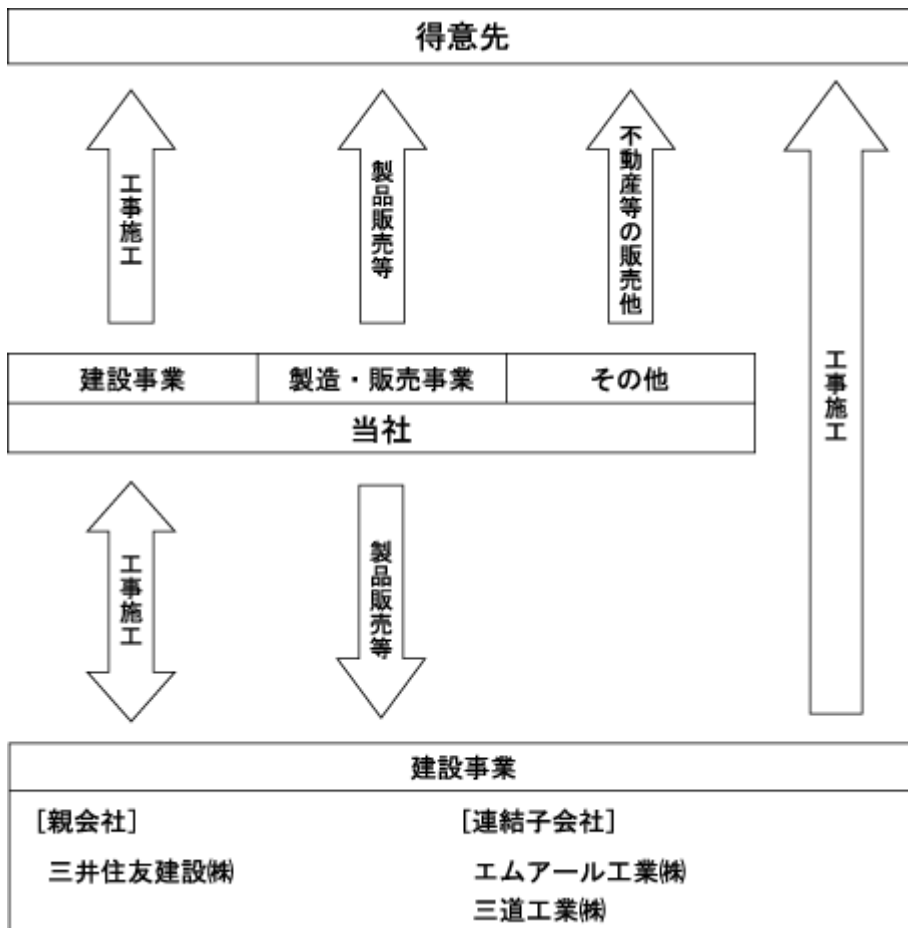 得意先
工事施工
製品販売等
不動産等の販売他
工事施工
建設事業
製造・販売事業
その他
当社
工事施工
製品販売等
建設事業
［親会社］
三井住友建設㈱
［連結子会社］
エムアール工業㈱
三道工業㈱